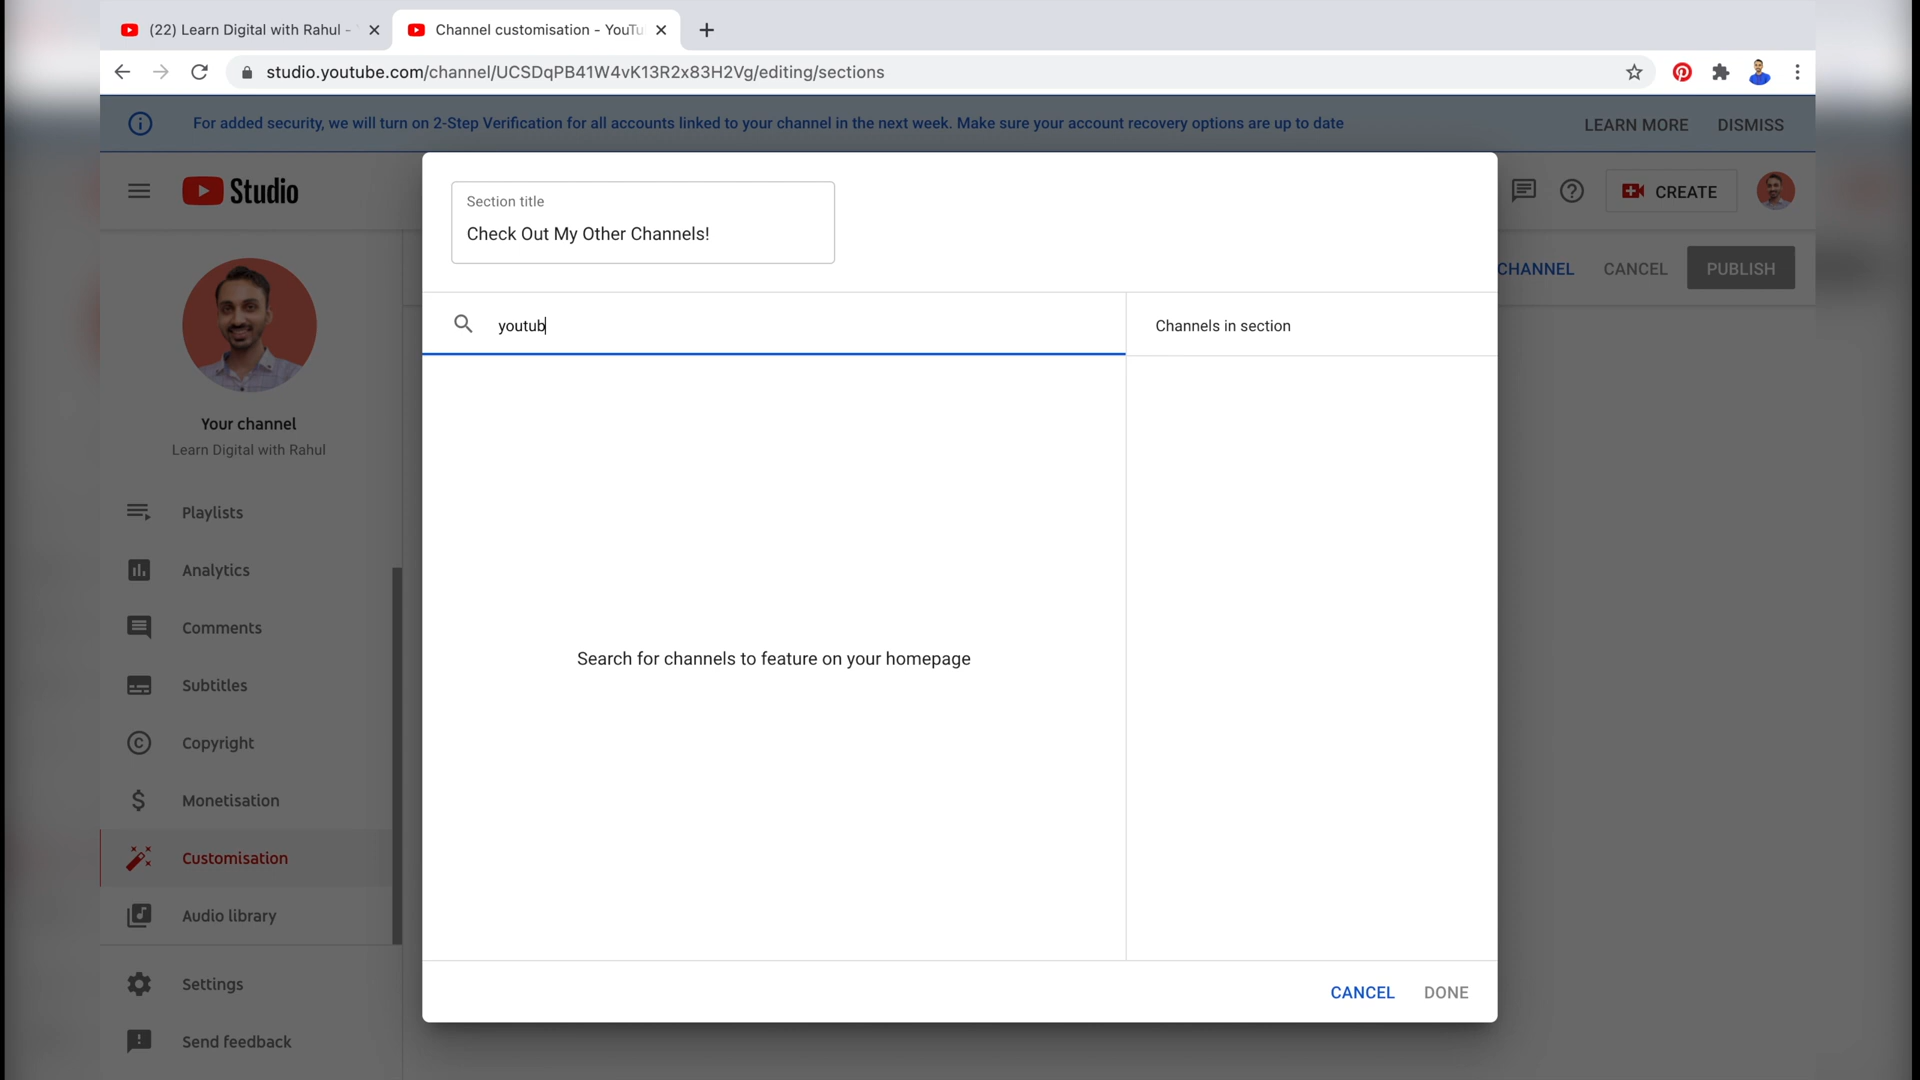 (22) Learn Digital with Rahul -
Channel customisation - YouTu
studio.youtube.com/channel/UCSDqPB41W4vK13R2x83H2Vg/editing/sections
For added security, we will turn on 2-Step Verification for all accounts linked to your channel in the next week. Make sure your account recovery options are up to date
LEARN MORE
DISMISS
Studio
CREATE
Section title
Check Out My Other Channels!
CHANNEL
CANCEL
PUBLISH
youtub
Channels in section
Your channel
Learn Digital with Rahul
Playlists
Analytics
Comments
Search for channels to feature on your homepage
Subtitles
Copyright
Monetisation
Customisation
Audio library
Settings
CANCEL
DONE
Send feedback